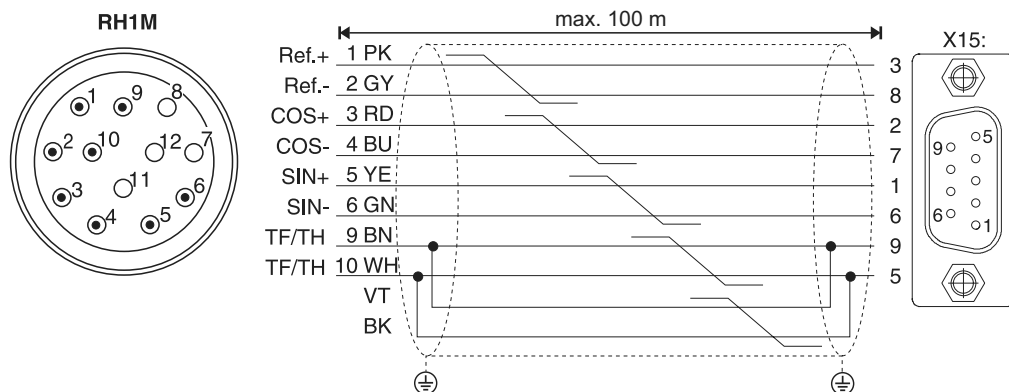 RH1M
max. 100 m
X15:
1 9 8
2 10 12 7
11
3 6
4 5
Ref.+ 1 PK 3
Ref.- 2 GY 8
COS+ 3 RD 2
COS- 4 BU 7
SIN+ 5 YE 1
SIN- 6 GN 6
TF/TH 9 BN 9
TF/TH 10 WH 5
VT
BK
5
9
6
1